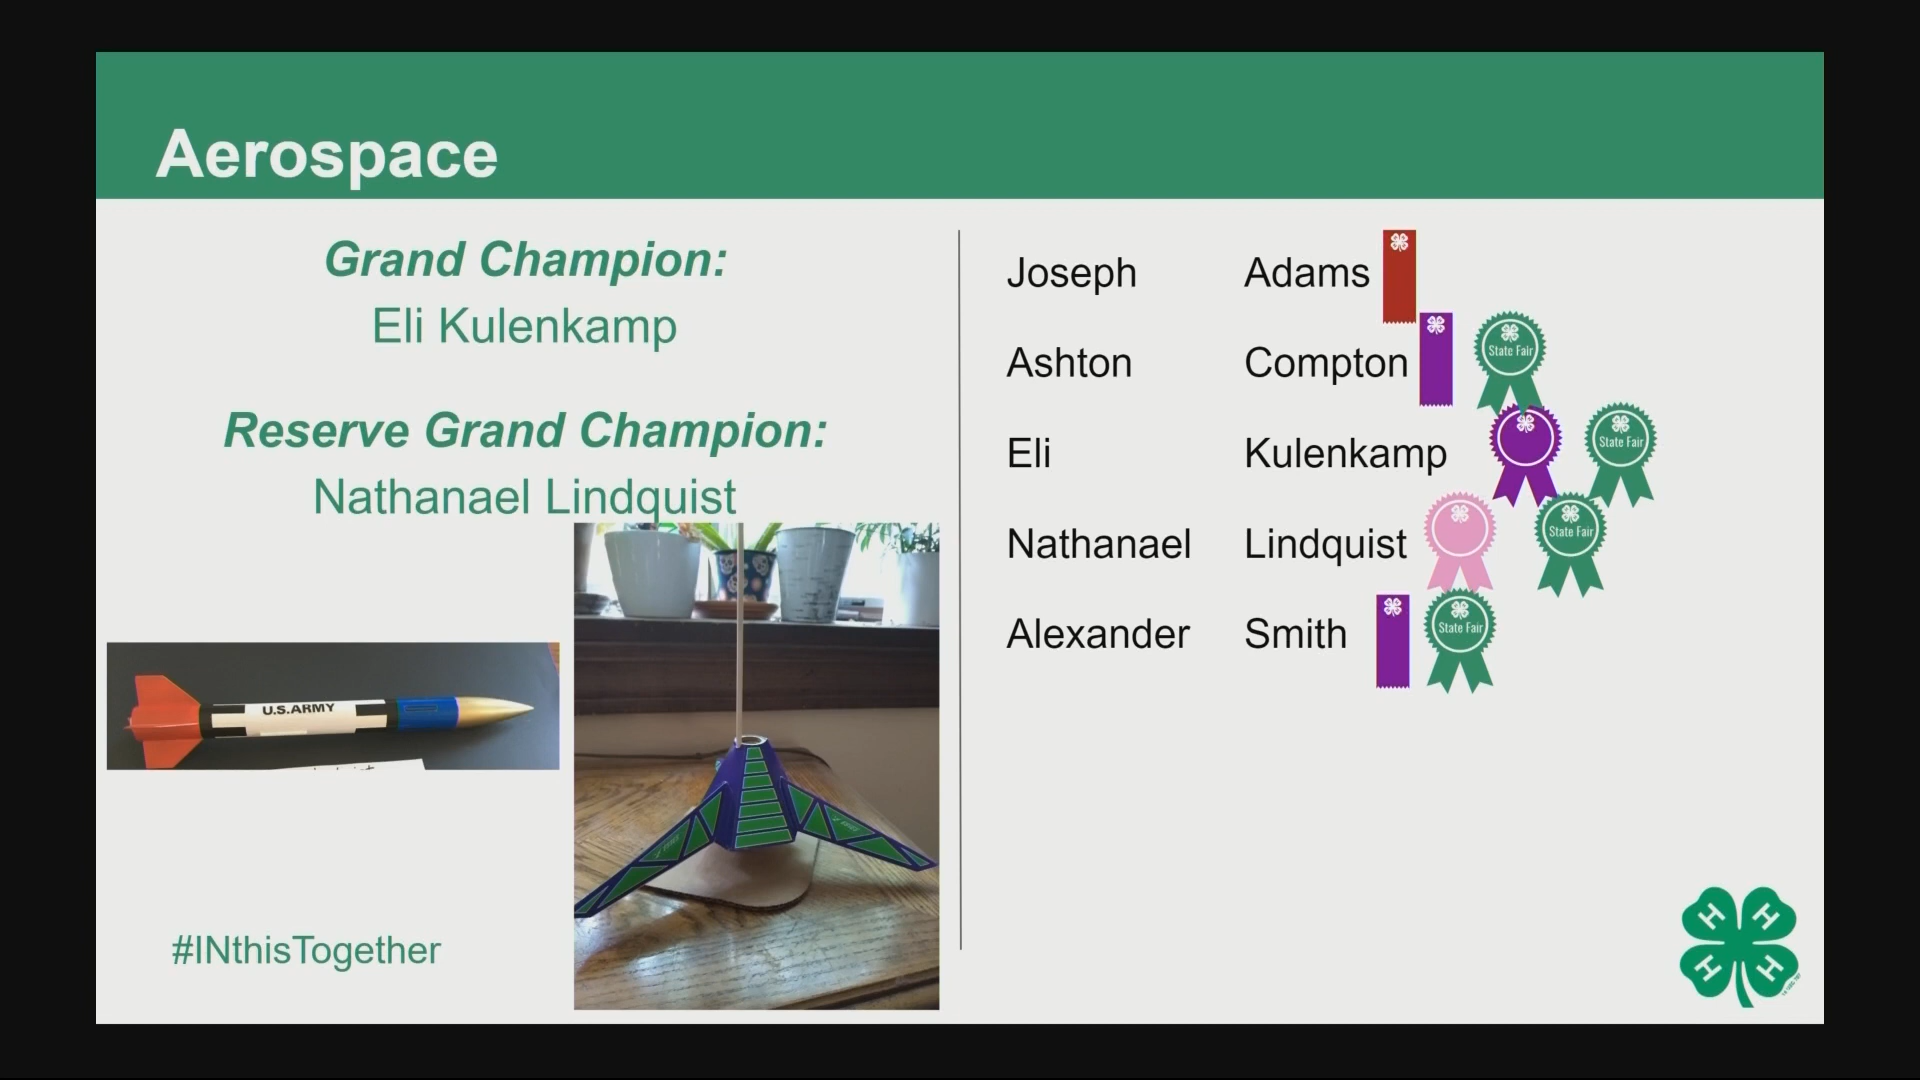 Aerospace
Grand Champion:
Eli Kulenkamp
Reserve Grand Champion:
Nathanael Lindquist
U.S. ARMY
#INthisTogether
Joseph Adams
Ashton Compton
State Fair
Eli Kulenkamp
State Fair
Nathanael Lindquist
State Fair
Alexander Smith
State Fair
H H
H H